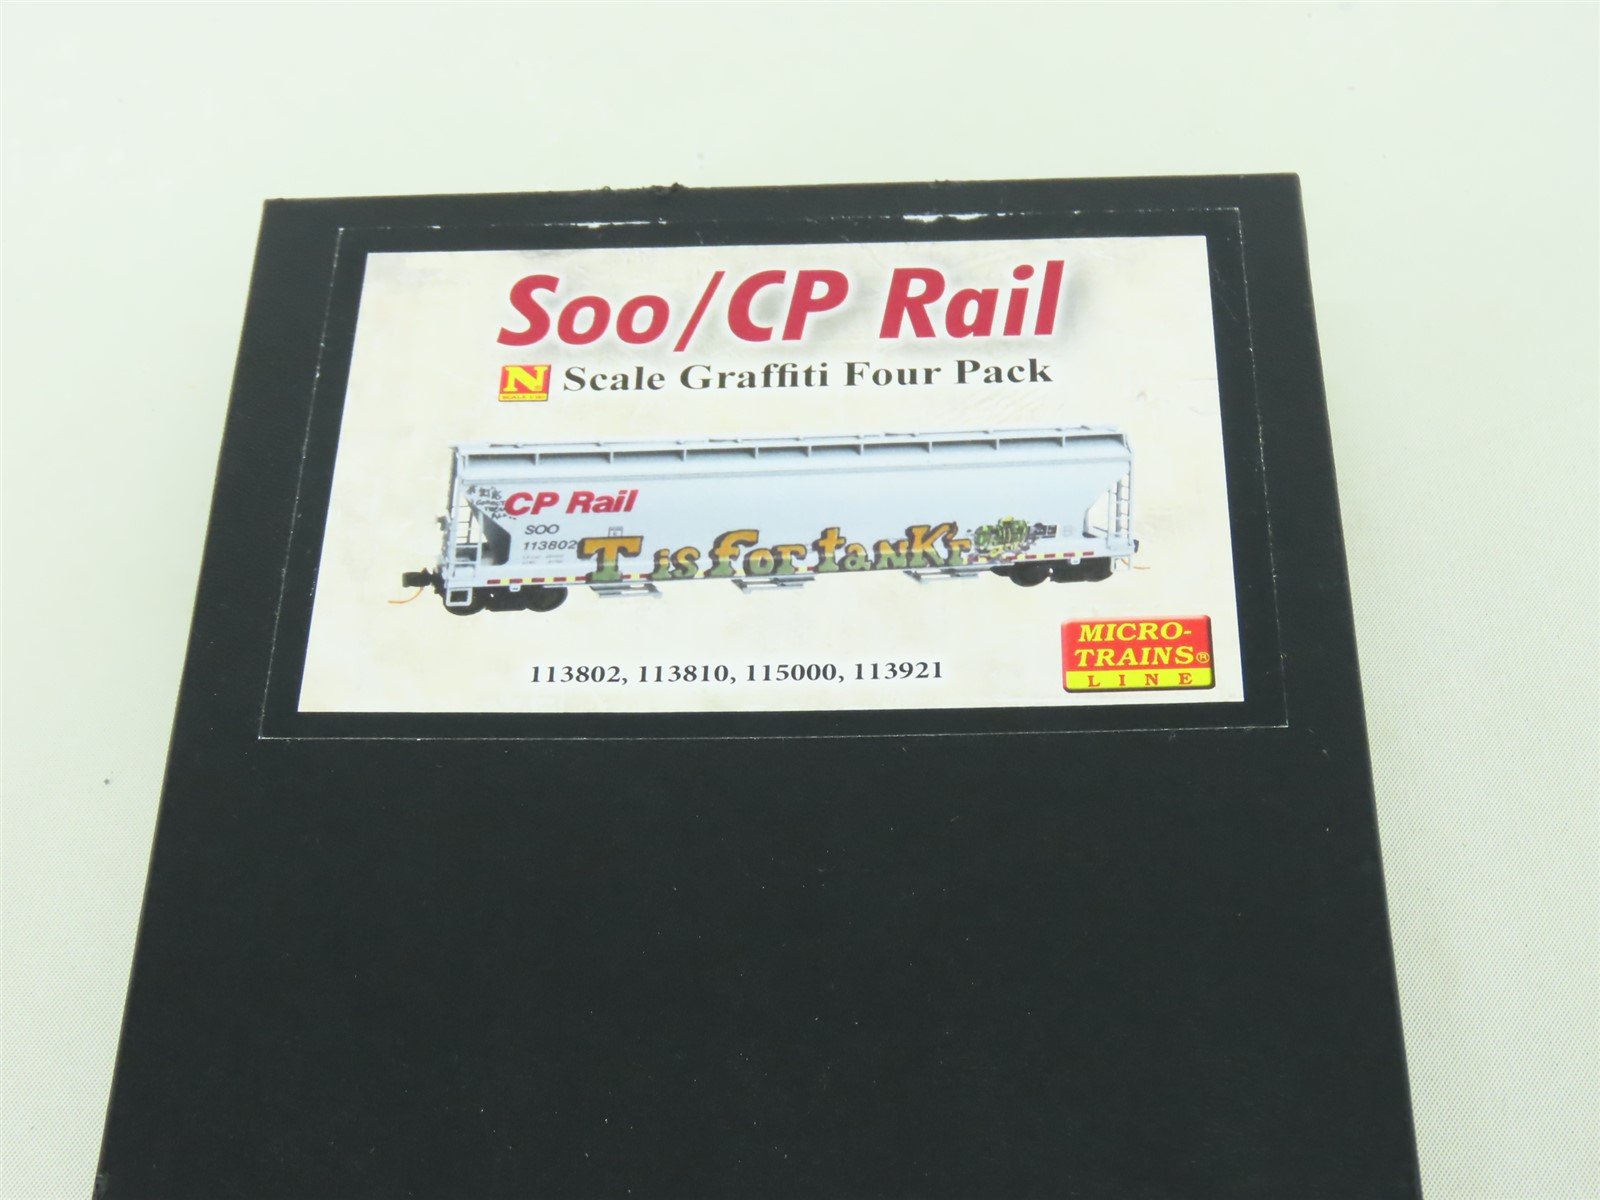 Soo/CP Rail
N Scale Graffiti Four Pack
CP Rail
SOO
113802
T is for tanKr
113802, 113810, 115000, 113921
MICRO-
TRAINS®
LINE